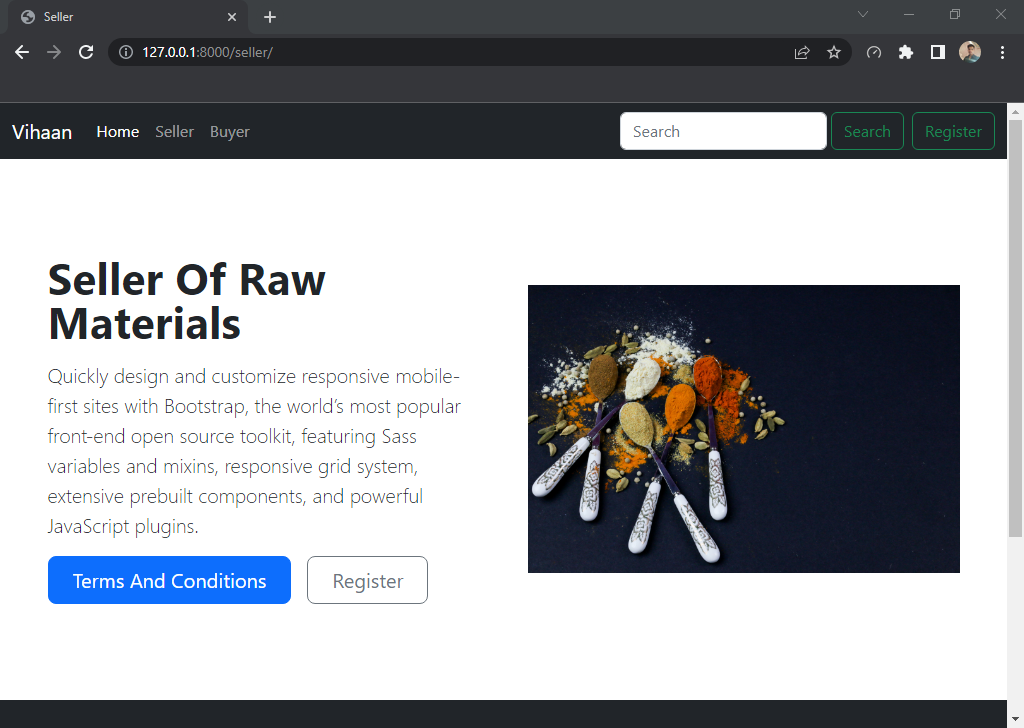 Seller
127.0.0.1:8000/seller/
Vihaan Home Seller Buyer Search Search Register
Seller Of Raw
Materials
Quickly design and customize responsive mobile-
first sites with Bootstrap, the world’s most popular
front-end open source toolkit, featuring Sass
variables and mixins, responsive grid system,
extensive prebuilt components, and powerful
JavaScript plugins.
Terms And Conditions Register